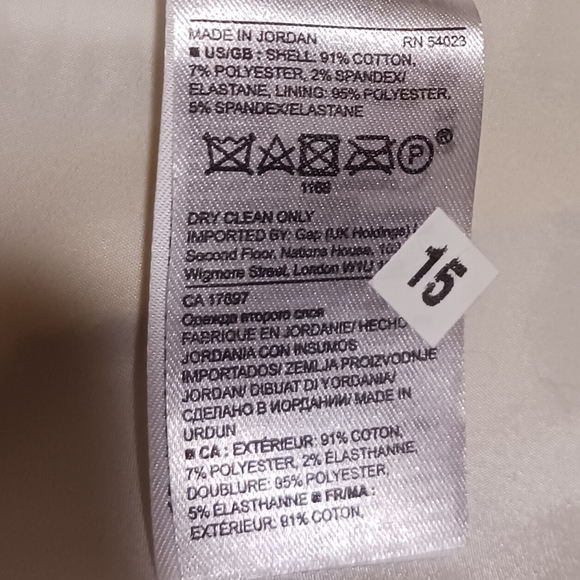 MADE IN JORDAN RN 54023
■ US/GB : SHELL: 91% COTTON,
7% POLYESTER, 2% SPANDEX/
ELASTANE, LINING: 95% POLYESTER,
5% SPANDEX/ELASTANE
P ®
1168
DRY CLEAN ONLY
IMPORTED BY: Gap (UK Holdings)
Second Floor, Nations House,
Wigmore Street, London W1U
15
CA 17897
Одежда второго слоя
FABRIQUE EN JORDANIE/ HECHO
JORDANIA CON INSUMOS
IMPORTADOS/ ZEMLJA PROIZVODNJE
JORDAN/ DIBUAT DI YORDANIA/
СДЕЛАНО В ИОРДАНИИ/ MADE IN
URDUN
■ CA : EXTÉRIEUR: 91% COTON,
7% POLYESTER, 2% ÉLASTHANNE,
DOUBLURE: 95% POLYESTER,
5% ÉLASTHANNE ■ FR/MA :
EXTÉRIEUR: 91% COTON,